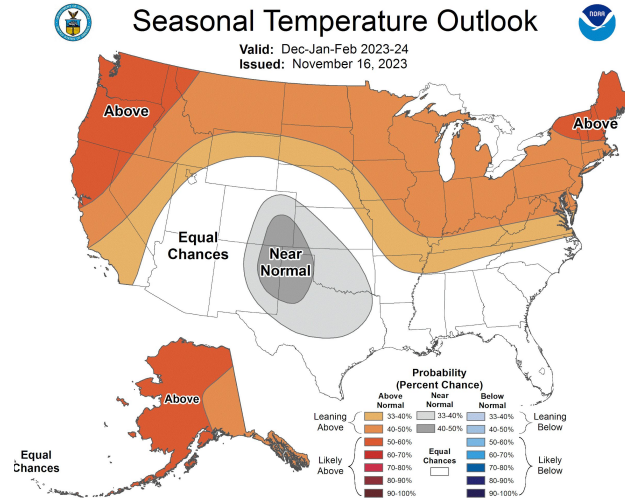 Seasonal Temperature Outlook
NOAA
Valid: Dec-Jan-Feb 2023-24
Issued: November 16, 2023
Above
Above
Equal
Chances
Near
Normal
Above
Equal
Chances
Probability
(Percent Chance)
Above
Normal
Near
Normal
Below
Normal
Leaning
Above
33-40%
40-50%
33-40%
40-50%
33-40%
40-50%
Leaning
Below
Likely
Above
50-60%
60-70%
70-80%
80-90%
90-100%
Equal
Chances
50-60%
60-70%
70-80%
80-90%
90-100%
Likely
Below